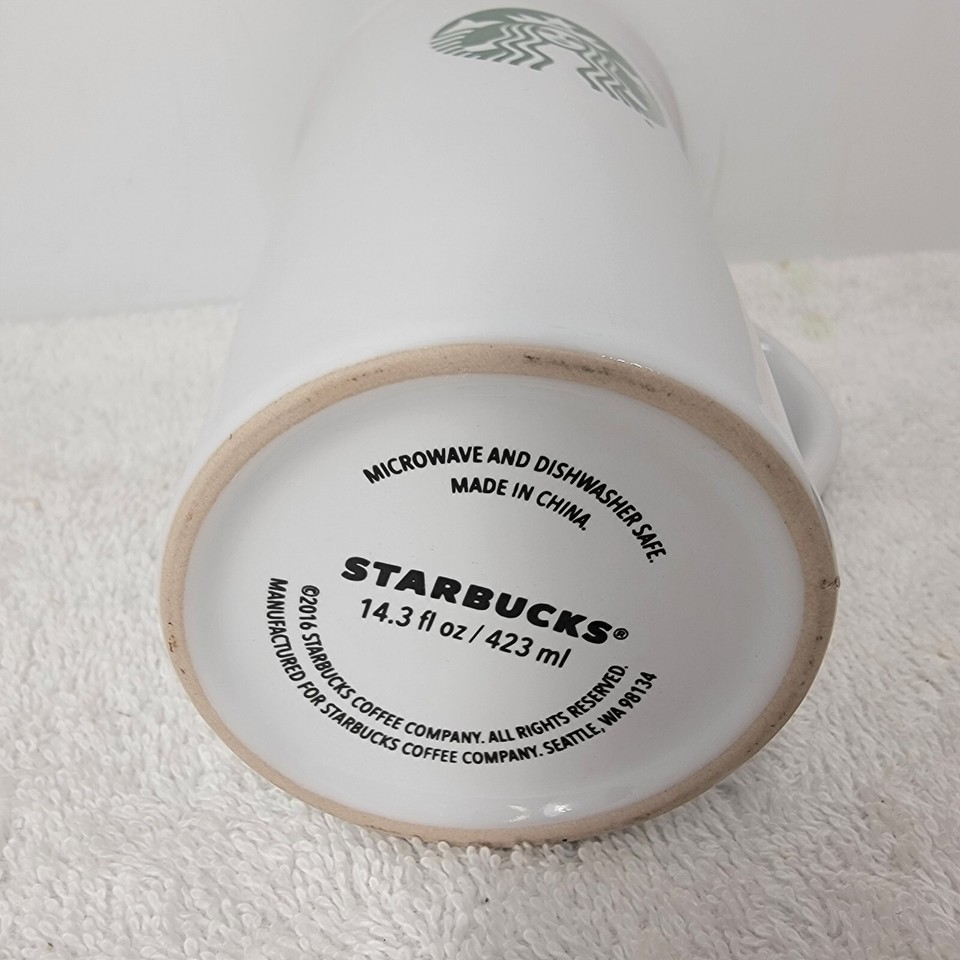 MICROWAVE AND DISHWASHER SAFE.
MADE IN CHINA.
STARBUCKS®
14.3 fl oz / 423 ml
©2016 STARBUCKS COFFEE COMPANY. ALL RIGHTS RESERVED.
MANUFACTURED FOR STARBUCKS COFFEE COMPANY. SEATTLE, WA 98134